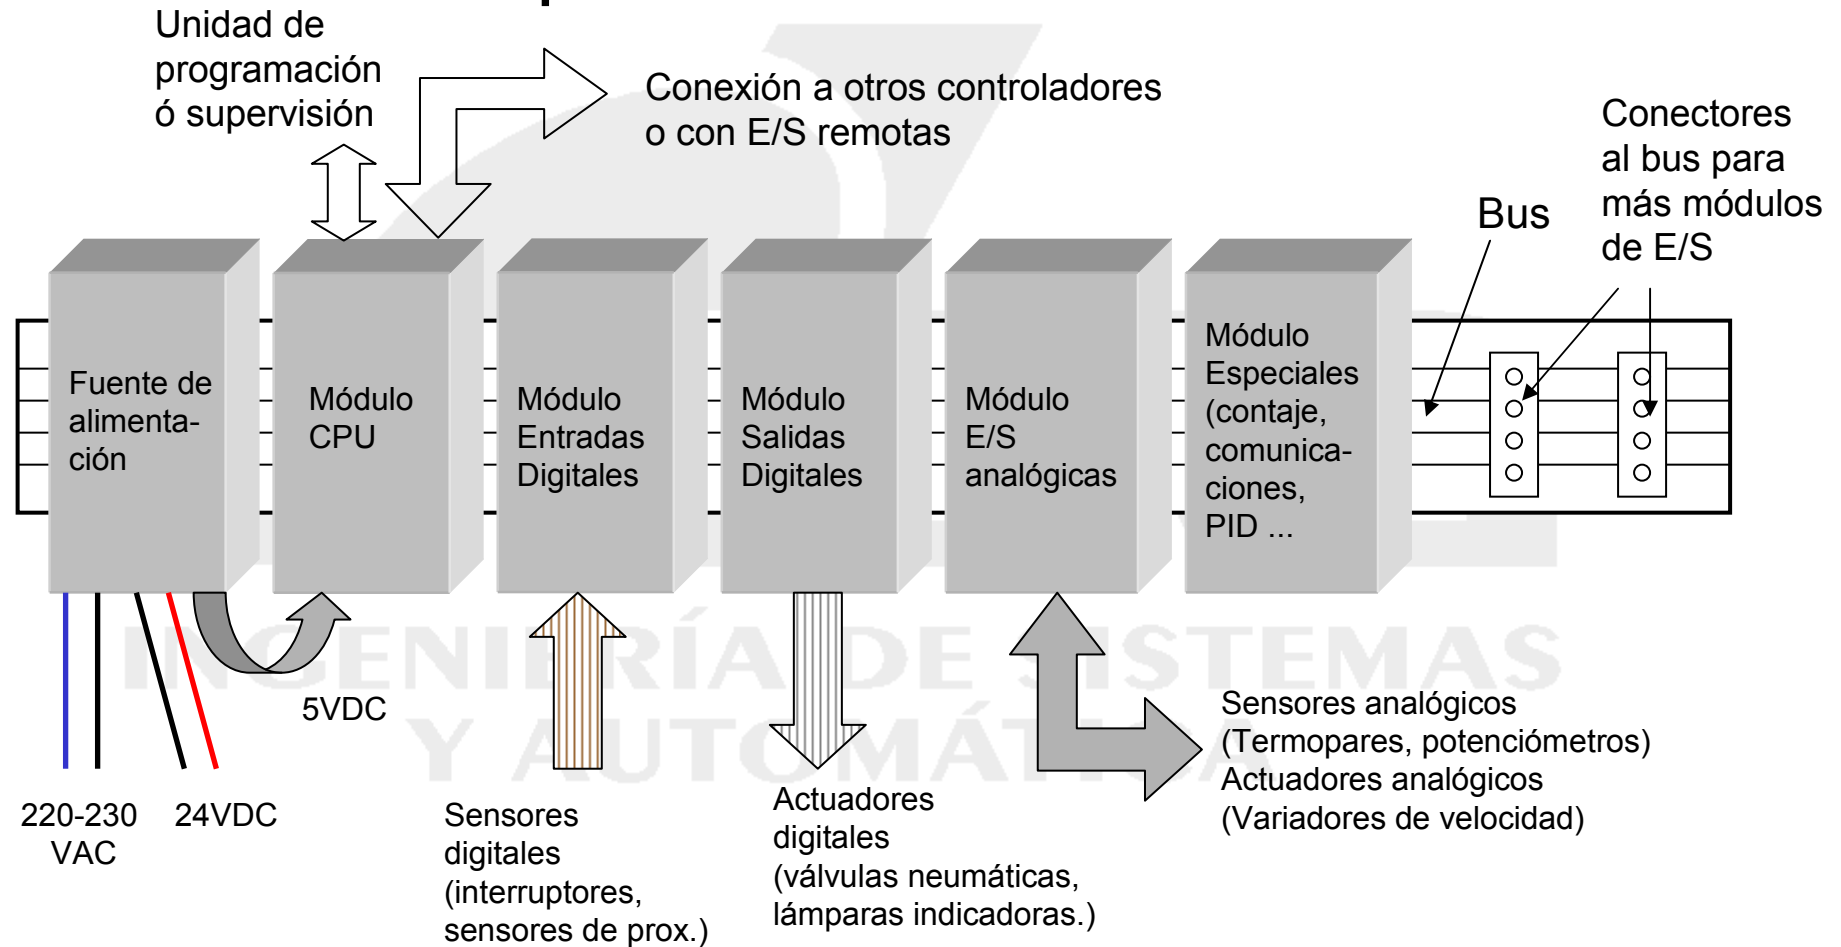 Unidad de
programación
ó supervisión
Conexión a otros controladores
o con E/S remotas
Conectores
al bus para
más módulos
de E/S
Bus
Fuente de
alimenta-
ción
Módulo
CPU
Módulo
Entradas
Digitales
Módulo
Salidas
Digitales
Módulo
E/S
analógicas
Módulo
Especiales
(contaje,
comunica-
ciones,
PID ...
INGENIERÍA DE SISTEMAS
Y AUTOMÁTICA
5VDC
220-230
VAC
24VDC
Sensores
digitales
(interruptores,
sensores de prox.)
Actuadores
digitales
(válvulas neumáticas,
lámparas indicadoras.)
Sensores analógicos
(Termopares, potenciómetros)
Actuadores analógicos
(Variadores de velocidad)